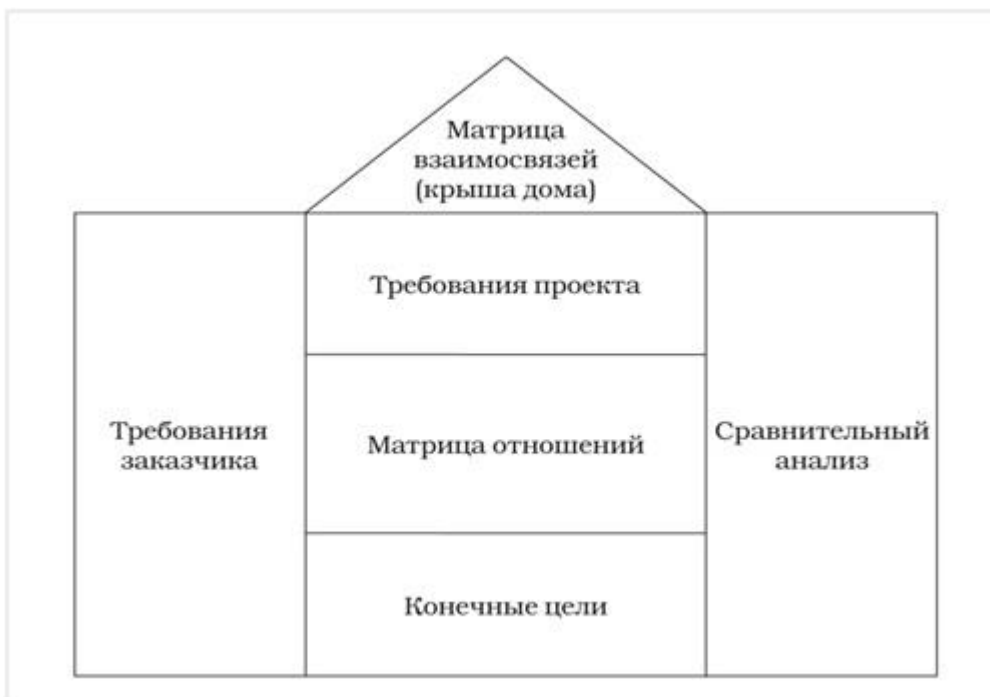 Матрица
взаимосвязей
(крыша дома)
Требования проекта
Требования
заказчика
Матрица отношений
Сравнительный
анализ
Конечные цели